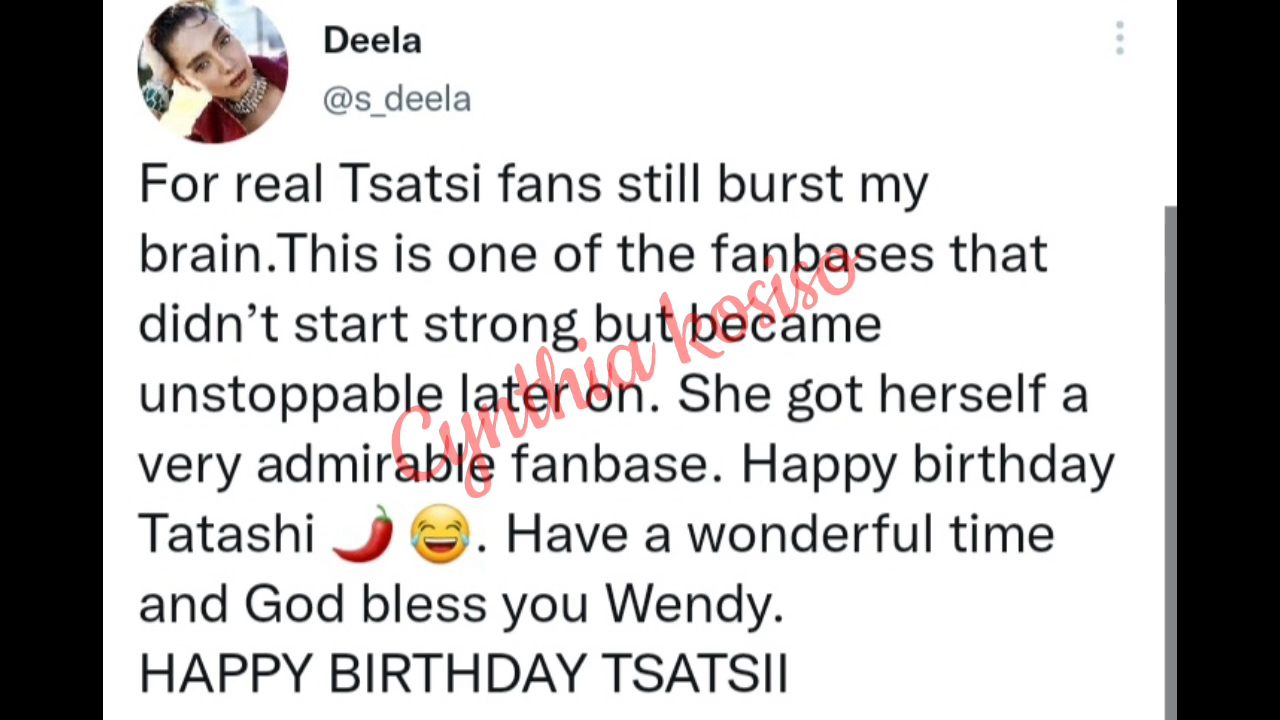 Deela
@s_deela
For real Tsatsi fans still burst my
brain.This is one of the fanbases that
didn't start strong but became
unstoppable later on. She got herself a
very admirable fanbase. Happy birthday
Tatashi 🌶️ 😂. Have a wonderful time
and God bless you Wendy.
HAPPY BIRTHDAY TSATSII
Cynthia kosiso